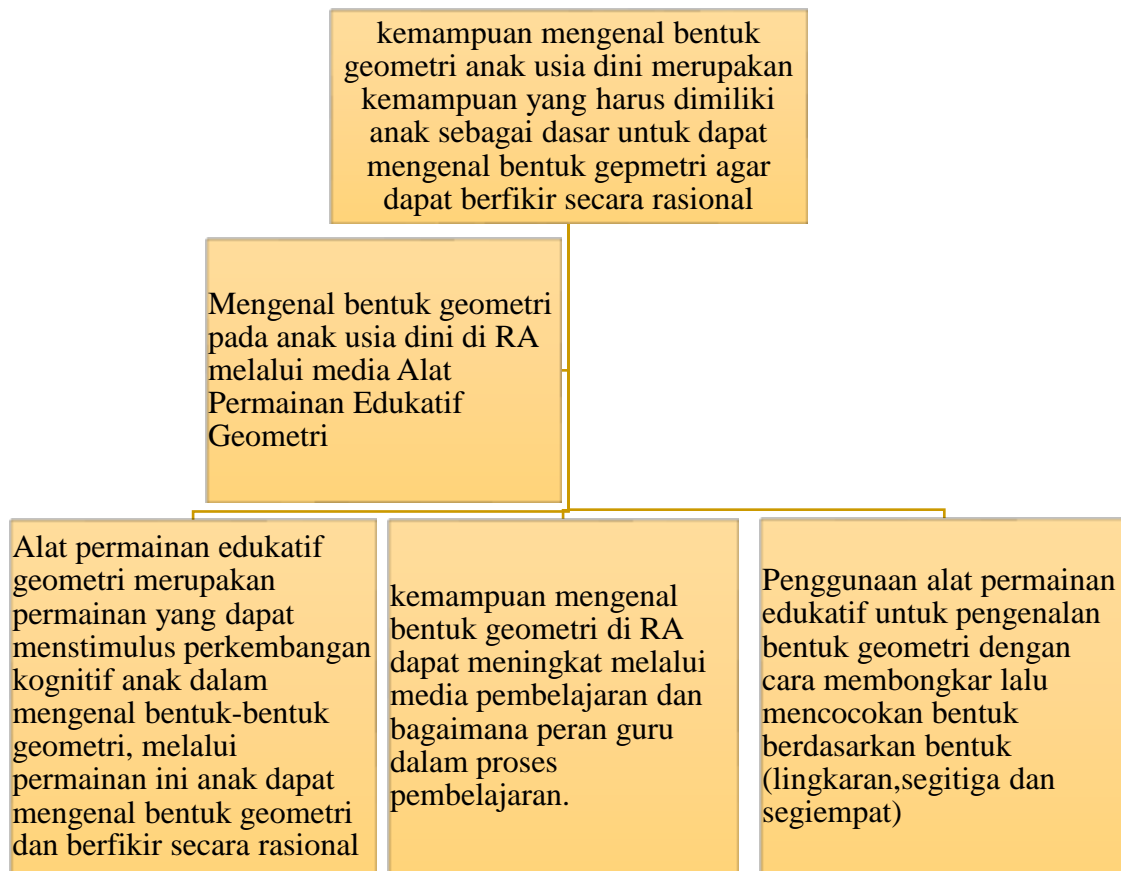 kemampuan mengenal bentuk
geometri anak usia dini merupakan
kemampuan yang harus dimiliki
anak sebagai dasar untuk dapat
mengenal bentuk gepmetri agar
dapat berfikir secara rasional
Mengenal bentuk geometri
pada anak usia dini di RA
melalui media Alat
Permainan Edukatif
Geometri
Alat permainan edukatif
geometri merupakan
permainan yang dapat
menstimulus perkembangan
kognitif anak dalam
mengenal bentuk-bentuk
geometri, melalui
permainan ini anak dapat
mengenal bentuk geometri
dan berfikir secara rasional
kemampuan mengenal
bentuk geometri di RA
dapat meningkat melalui
media pembelajaran dan
bagaimana peran guru
dalam proses
pembelajaran.
Penggunaan alat permainan
edukatif untuk pengenalan
bentuk geometri dengan
cara membongkar lalu
mencocokan bentuk
berdasarkan bentuk
(lingkaran,segitiga dan
segiempat)